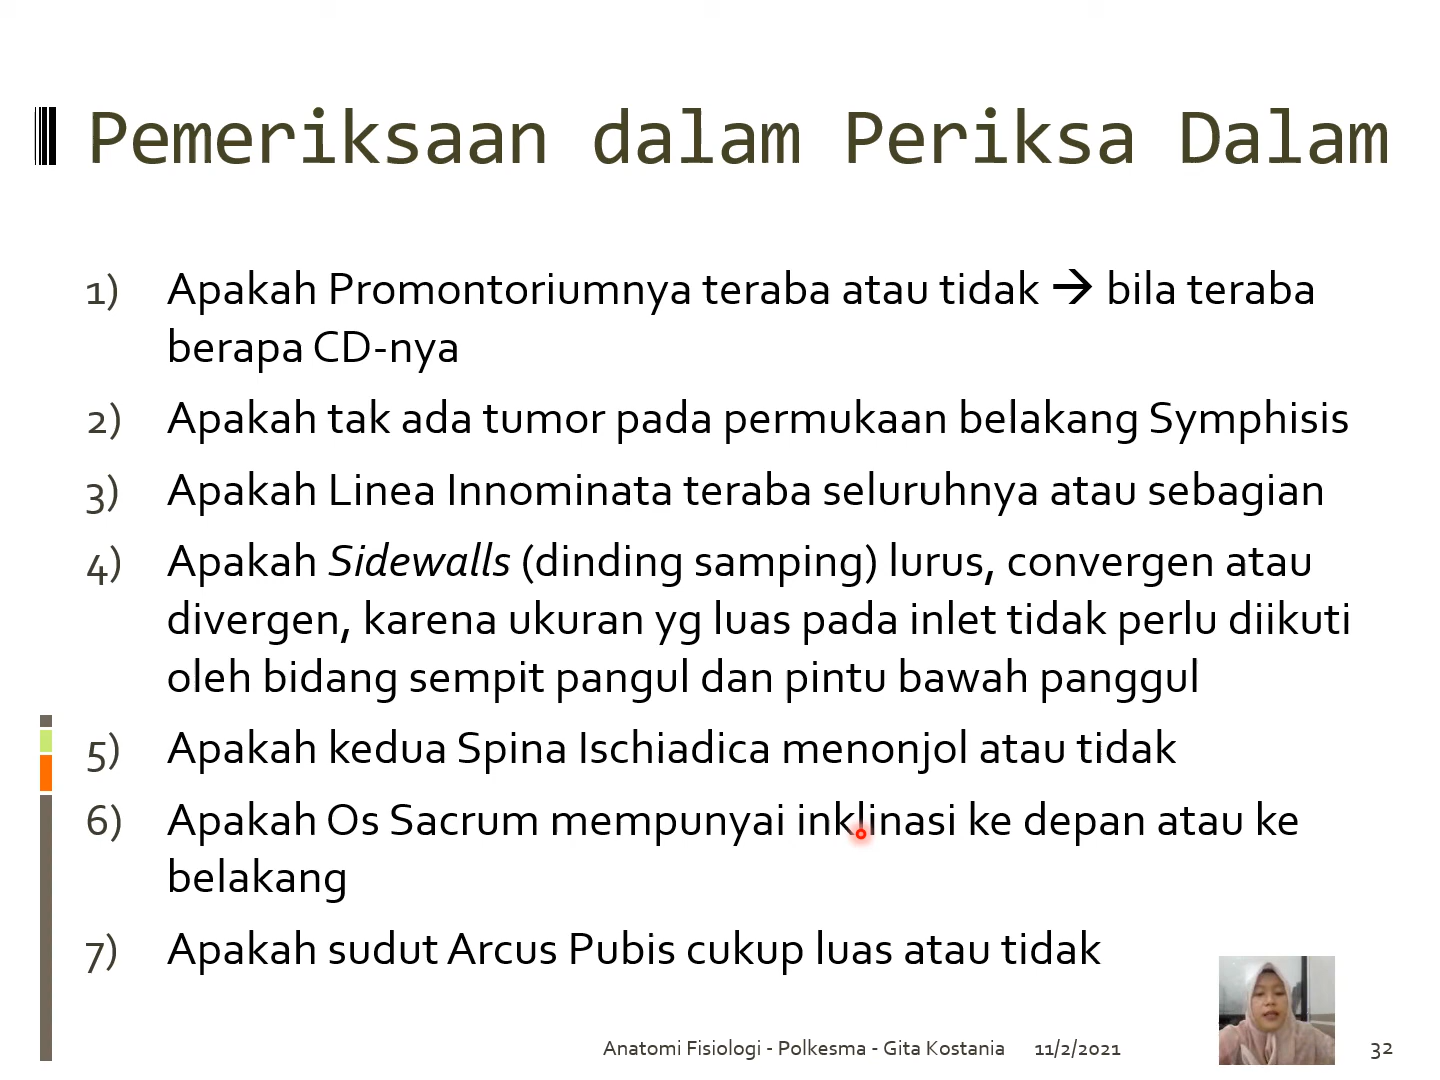 Pemeriksaan dalam Periksa Dalam
1) Apakah Promontoriumnya teraba atau tidak → bila teraba
berapa CD-nya
2) Apakah tak ada tumor pada permukaan belakang Symphisis
3) Apakah Linea Innominata teraba seluruhnya atau sebagian
4) Apakah Sidewalls (dinding samping) lurus, convergen atau
divergen, karena ukuran yg luas pada inlet tidak perlu diikuti
oleh bidang sempit pangul dan pintu bawah panggul
5) Apakah kedua Spina Ischiadica menonjol atau tidak
6) Apakah Os Sacrum mempunyai inklinasi ke depan atau ke
belakang
7) Apakah sudut Arcus Pubis cukup luas atau tidak
Anatomi Fisiologi - Polkesma - Gita Kostania 11/2/2021 32